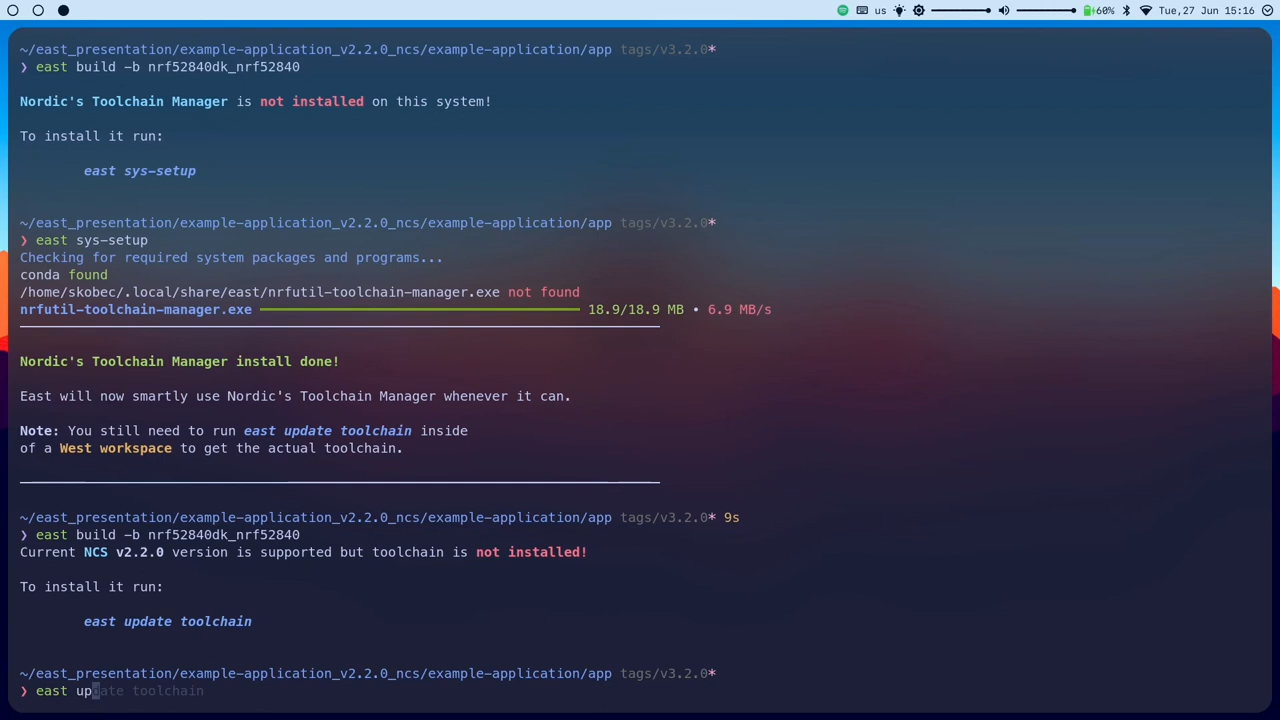 us 60% Tue,27 Jun 15:16
~/east_presentation/example-application_v2.2.0_ncs/example-application/app tags/v3.2.0*
❯ east build -b nrf52840dk_nrf52840
Nordic's Toolchain Manager is not installed on this system!
To install it run:
east sys-setup
~/east_presentation/example-application_v2.2.0_ncs/example-application/app tags/v3.2.0*
❯ east sys-setup
Checking for required system packages and programs...
conda found
/home/skobec/.local/share/east/nrfutil-toolchain-manager.exe not found
nrfutil-toolchain-manager.exe 18.9/18.9 MB • 6.9 MB/s
Nordic's Toolchain Manager install done!
East will now smartly use Nordic's Toolchain Manager whenever it can.
Note: You still need to run east update toolchain inside
of a West workspace to get the actual toolchain.
~/east_presentation/example-application_v2.2.0_ncs/example-application/app tags/v3.2.0* 9s
❯ east build -b nrf52840dk_nrf52840
Current NCS v2.2.0 version is supported but toolchain is not installed!
To install it run:
east update toolchain
~/east_presentation/example-application_v2.2.0_ncs/example-application/app tags/v3.2.0*
❯ east update toolchain